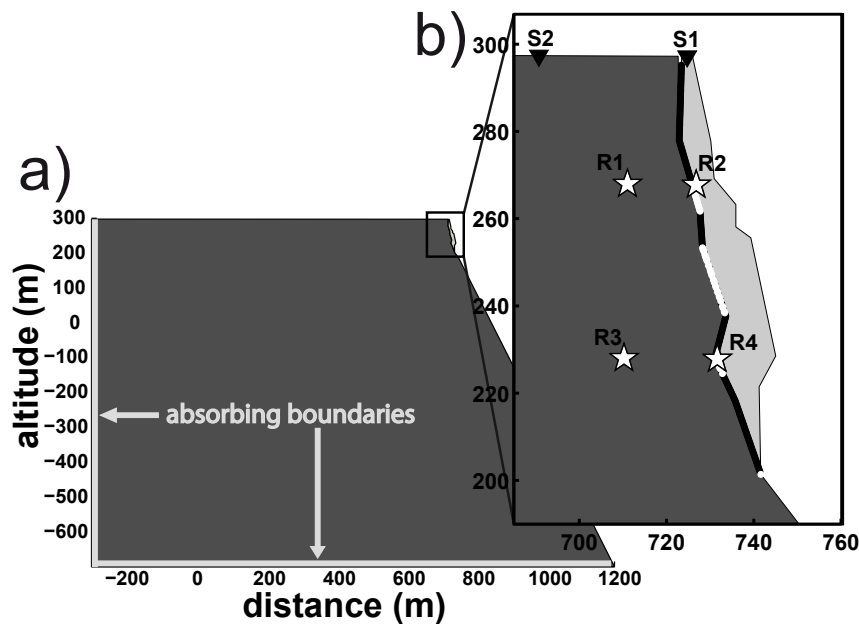 a)
b)
300
200
100
0
−100
−200
−300
−400
−500
−600
altitude (m)
−200 0 200 400 600 800 1000 1200
distance (m)
absorbing boundaries
S2 S1
300
280
260
240
220
200
R1 R2
R3 R4
700 720 740 760